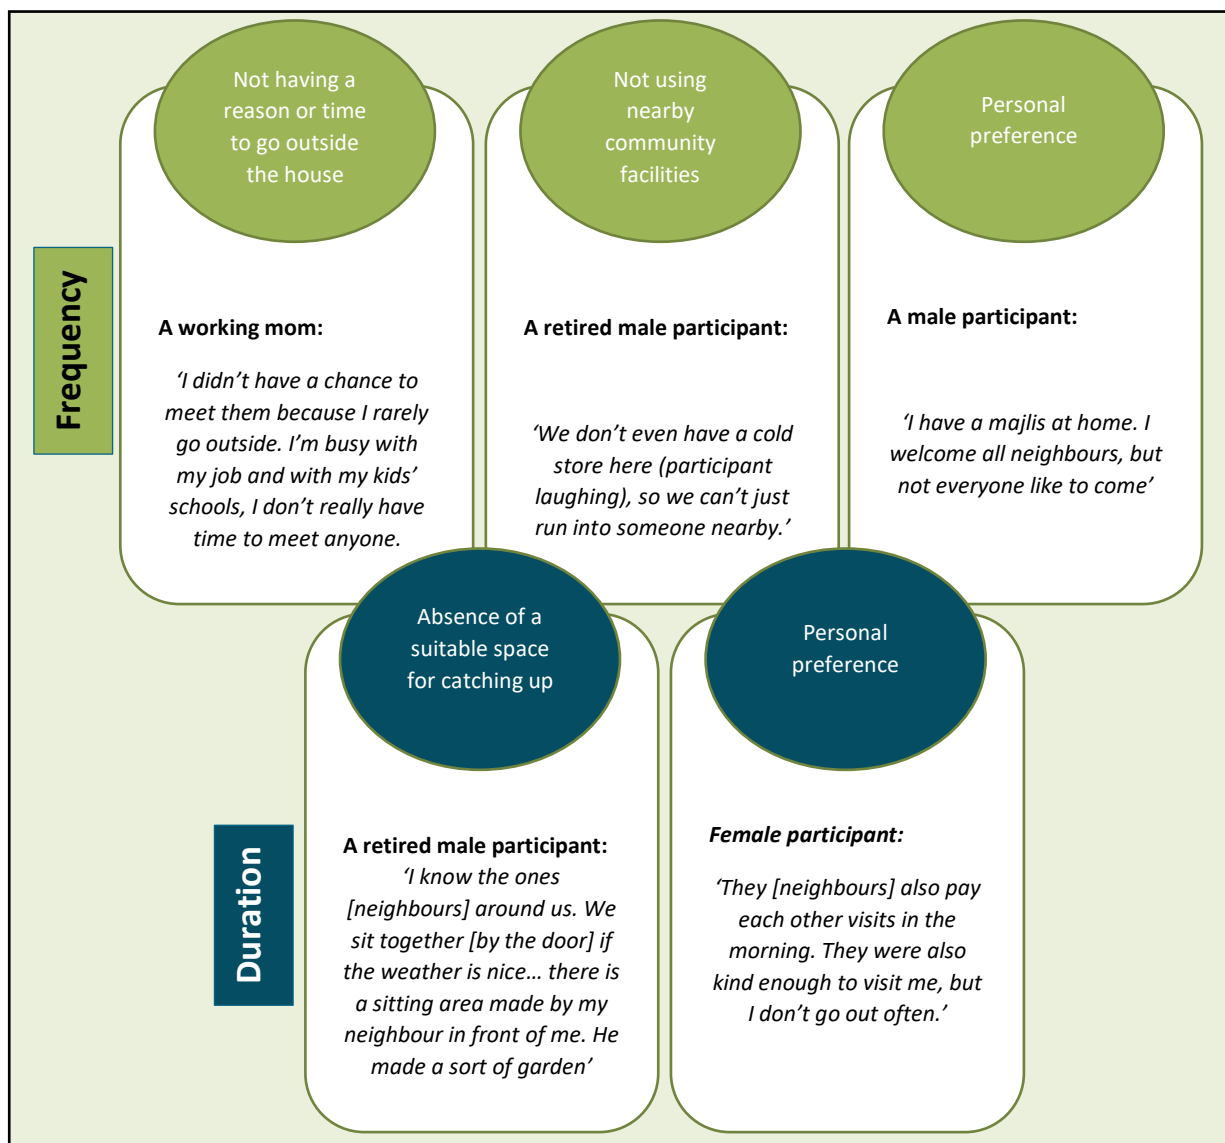 Frequency
Not having a
reason or time
to go outside
the house
A working mom:
‘I didn’t have a chance to
meet them because I rarely
go outside. I’m busy with
my job and with my kids’
schools, I don’t really have
time to meet anyone.
Not using
nearby
community
facilities
A retired male participant:
‘We don’t even have a cold
store here (participant
laughing), so we can’t just
run into someone nearby.’
Personal
preference
A male participant:
‘I have a majlis at home. I
welcome all neighbours, but
not everyone like to come’
Duration
Absence of a
suitable space
for catching up
A retired male participant:
‘I know the ones
[neighbours] around us. We
sit together [by the door] if
the weather is nice… there is
a sitting area made by my
neighbour in front of me. He
made a sort of garden’
Personal
preference
Female participant:
‘They [neighbours] also pay
each other visits in the
morning. They were also
kind enough to visit me, but
I don’t go out often.’